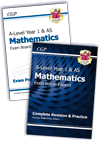 CGP
A-Level Year 1 & AS
Mathematics
Exam Board: Edexcel
CGP
A-Level Year 1 & AS
Mathematics
Exam Board: Edexcel
Complete Revision & Practice